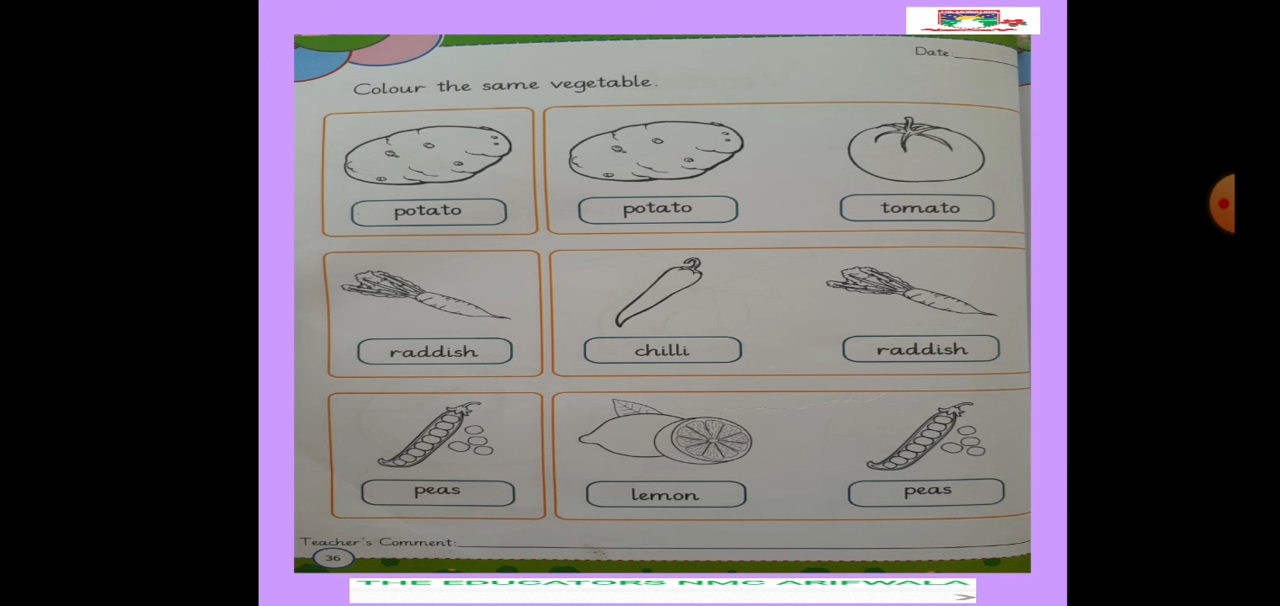 Date:
Colour the same vegetable.
potato
potato
tomato
raddish
chilli
raddish
peas
lemon
peas
Teacher's Comment:
36
THE EDUCATORS NMC ARIFWALA